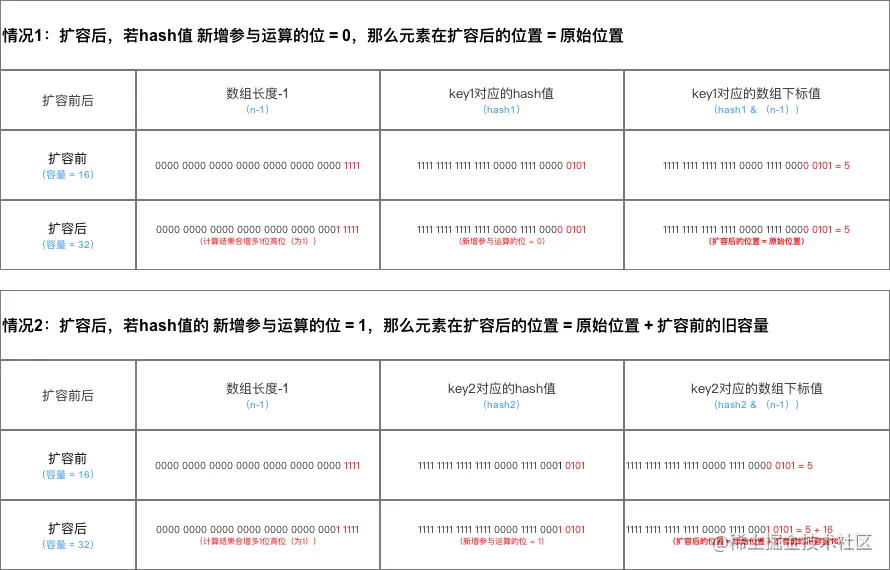 情况1：扩容后，若hash值 新增参与运算的位 = 0，那么元素在扩容后的位置 = 原始位置
扩容前后
数组长度-1
（n-1）
key1对应的hash值
（hash1）
key1对应的数组下标值
（hash1 & （n-1））
扩容前
（容量 = 16）
0000 0000 0000 0000 0000 0000 0000 1111
1111 1111 1111 1111 0000 1111 0000 0101
1111 1111 1111 1111 0000 1111 0000 0101 = 5
扩容后
（容量 = 32）
0000 0000 0000 0000 0000 0000 0001 1111
（计算结果会增多1位高位（为1））
1111 1111 1111 1111 0000 1111 0000 0101
（新增参与运算的位 = 0）
1111 1111 1111 1111 0000 1111 0000 0101 = 5
（扩容后的位置 = 原始位置）
情况2：扩容后，若hash值的 新增参与运算的位 = 1，那么元素在扩容后的位置 = 原始位置 + 扩容前的旧容量
扩容前后
数组长度-1
（n-1）
key2对应的hash值
（hash2）
key2对应的数组下标值
（hash2 & （n-1））
扩容前
（容量 = 16）
0000 0000 0000 0000 0000 0000 0000 1111
1111 1111 1111 1111 0000 1111 0001 0101
1111 1111 1111 1111 0000 1111 0000 0101 = 5
扩容后
（容量 = 32）
0000 0000 0000 0000 0000 0000 0001 1111
（计算结果会增多1位高位（为1））
1111 1111 1111 1111 0000 1111 0001 0101
（新增参与运算的位 = 1）
1111 1111 1111 1111 0000 1111 0001 0101 = 5 + 16
（扩容后的位置 = 原始位置 + 扩容前的旧容量16）
@稀土掘金技术社区